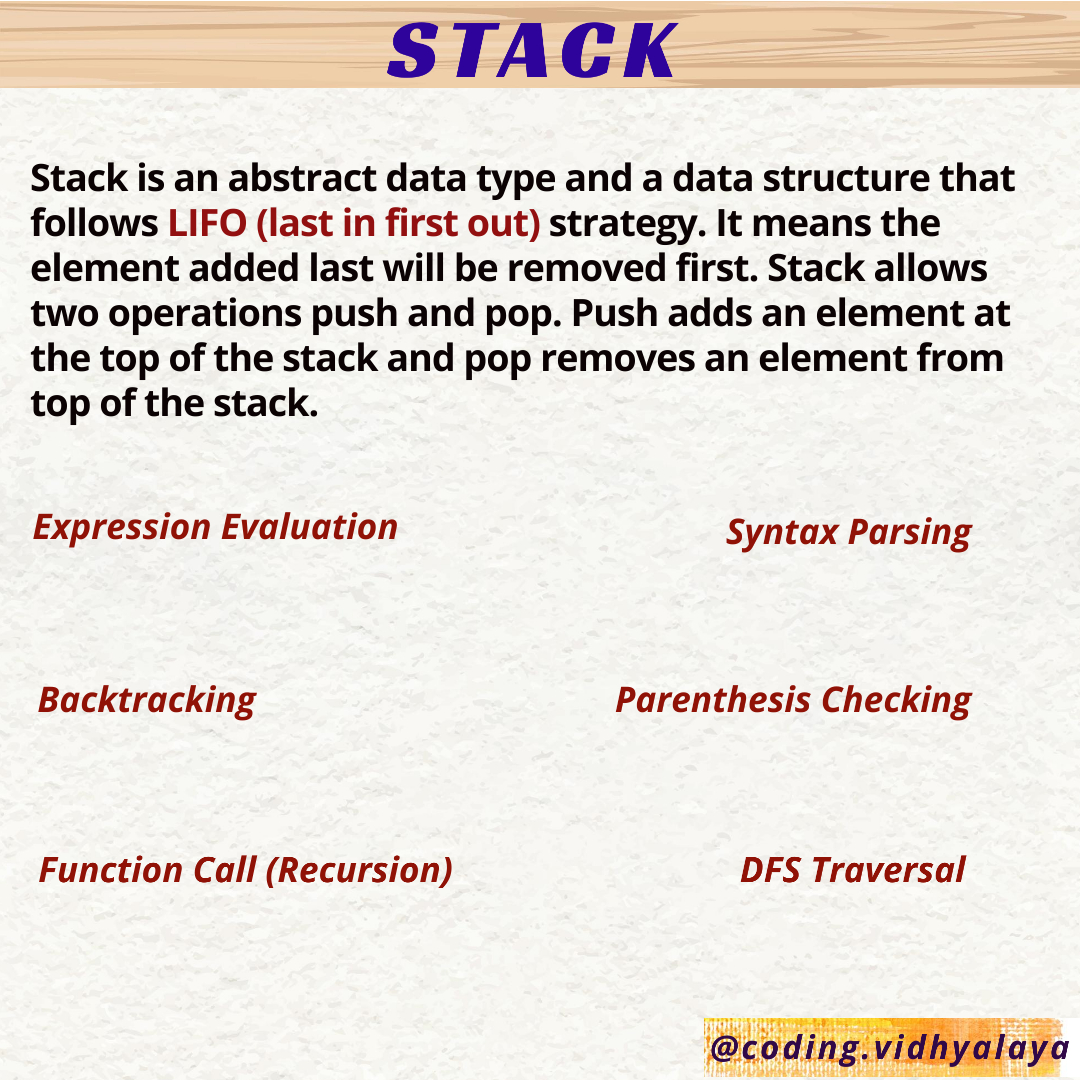 STACK
Stack is an abstract data type and a data structure that
follows LIFO (last in first out) strategy. It means the
element added last will be removed first. Stack allows
two operations push and pop. Push adds an element at
the top of the stack and pop removes an element from
top of the stack.
Expression Evaluation
Syntax Parsing
Backtracking
Parenthesis Checking
Function Call (Recursion)
DFS Traversal
@coding.vidhyalaya